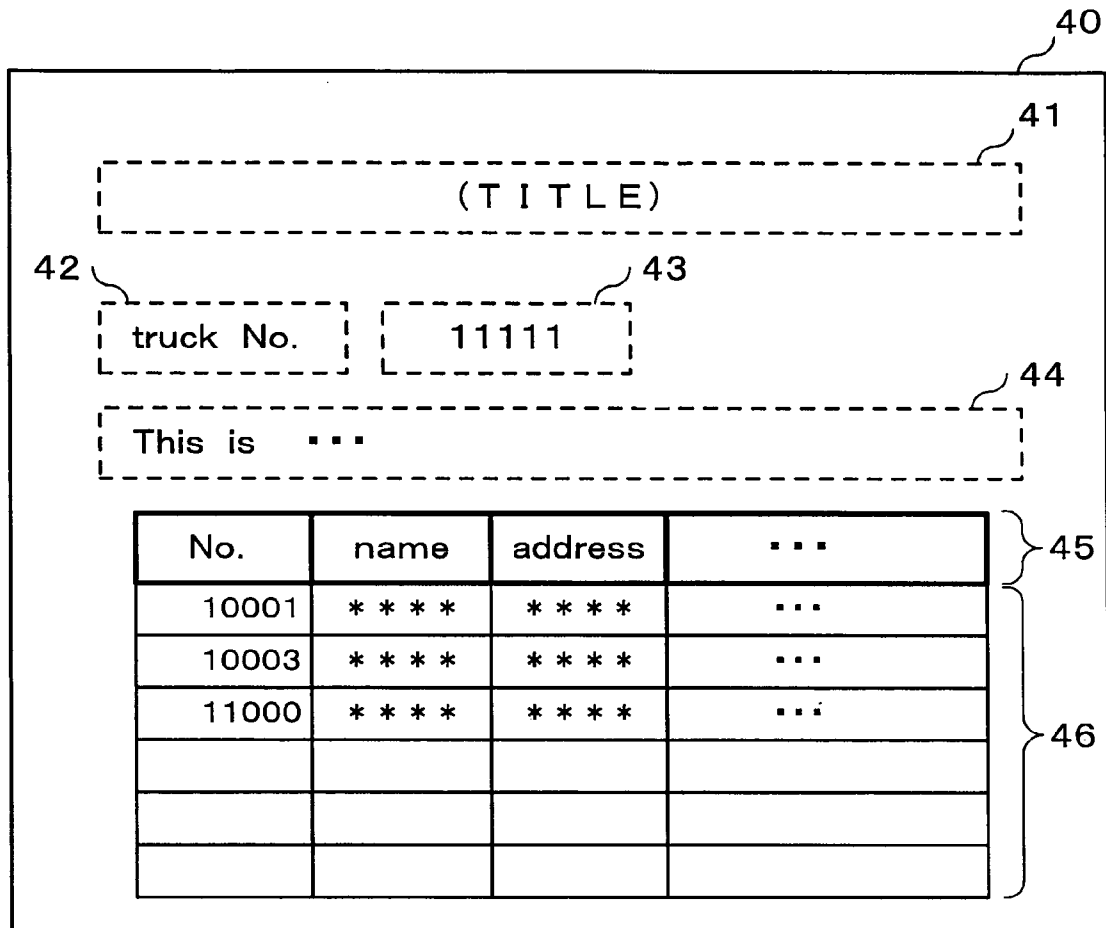 40
41
(TITLE)
42
43
truck No.
11111
44
This is ･･･
No. name address ･･･
45
10001 **** **** ･･･
10003 **** **** ･･･
11000 **** **** ･･･
46